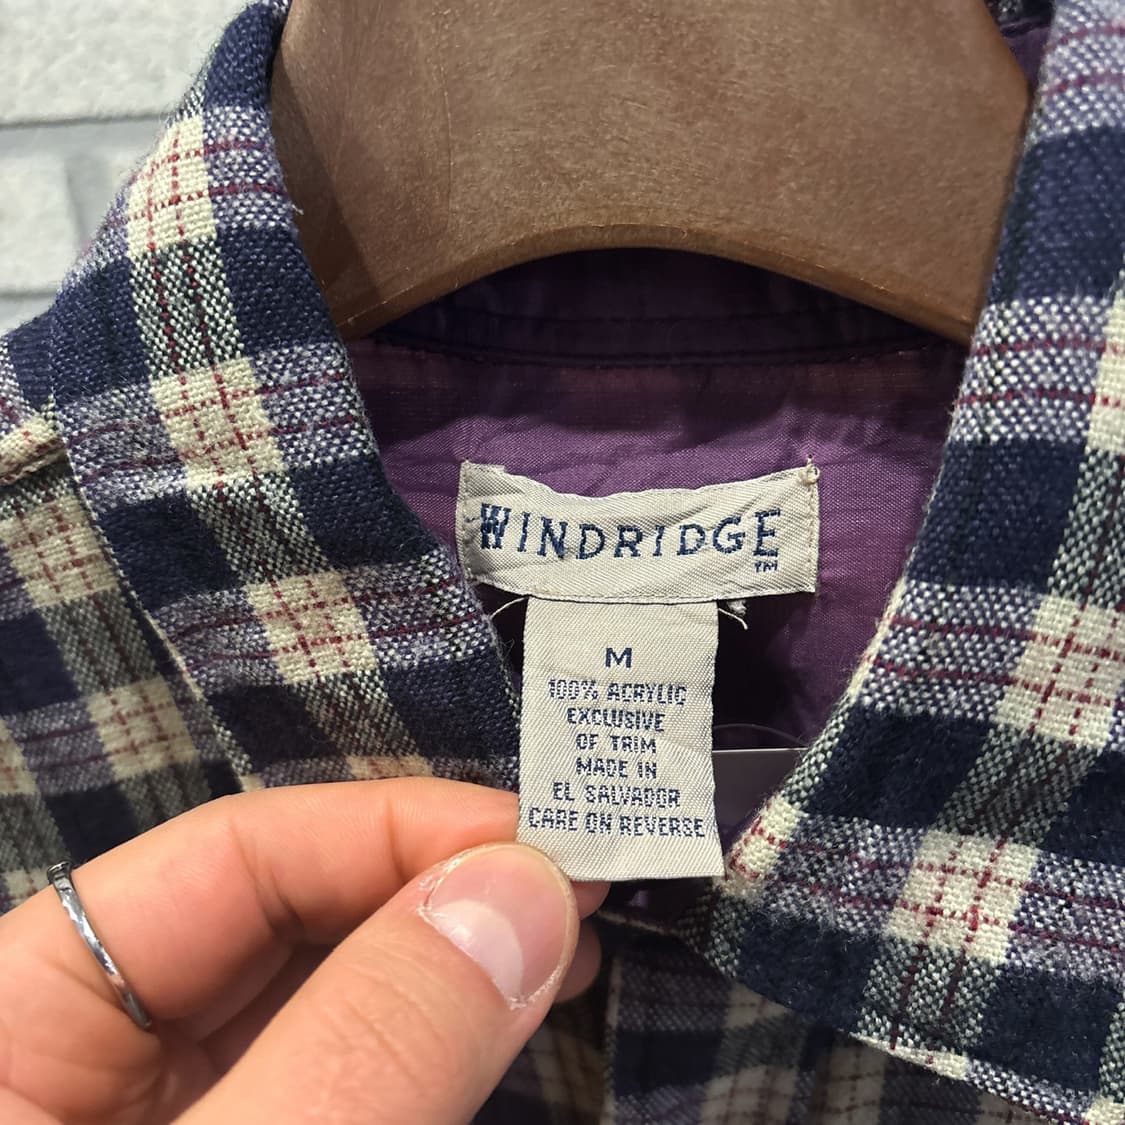 WINDRIDGE
™
M
100% ACRYLIC
EXCLUSIVE
OF TRIM
MADE IN
EL SALVADOR
CARE ON REVERSE